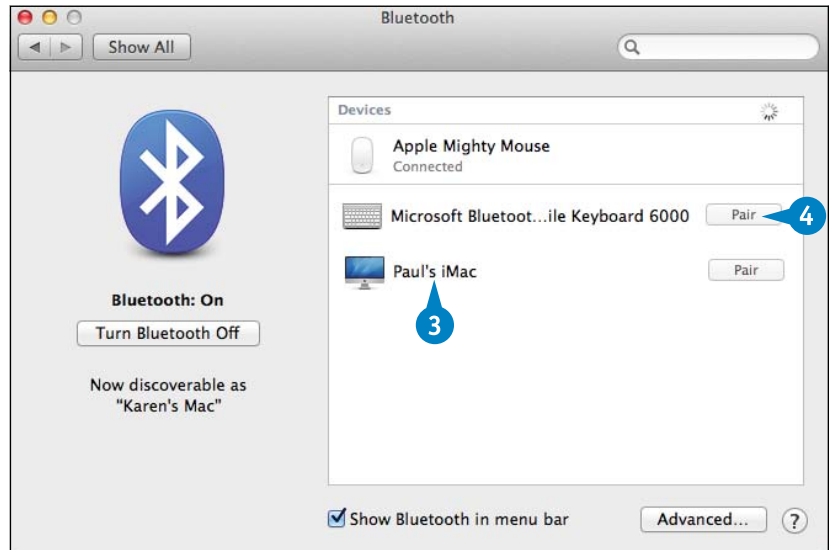 Bluetooth
Show All
Devices
Apple Mighty Mouse
Connected
Microsoft Bluetoot...ile Keyboard 6000
Pair
4
Paul's iMac
Pair
3
Bluetooth: On
Turn Bluetooth Off
Now discoverable as
"Karen's Mac"
Show Bluetooth in menu bar
Advanced...
?